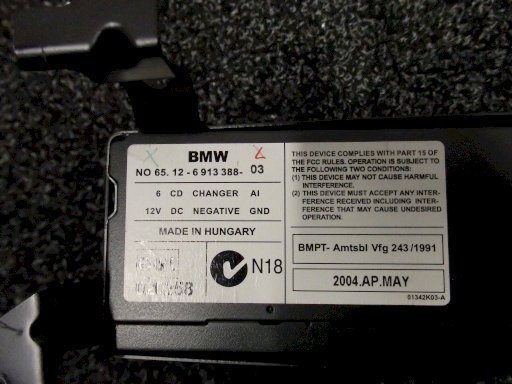 BMW
NO 65. 12 - 6 913 388- 03
6 CD CHANGER AI
12V DC NEGATIVE GND
MADE IN HUNGARY
N18
THIS DEVICE COMPLIES WITH PART 15 OF
THE FCC RULES. OPERATION IS SUBJECT TO
THE FOLLOWING TWO CONDITIONS:
(1) THIS DEVICE MAY NOT CAUSE HARMFUL
INTERFERENCE.
(2) THIS DEVICE MUST ACCEPT ANY INTER-
FERENCE RECEIVED INCLUDING INTER-
FERENCE THAT MAY CAUSE UNDESIRED
OPERATION.
BMPT- Amtsbl Vfg 243 /1991
2004.AP.MAY
01342K03-A